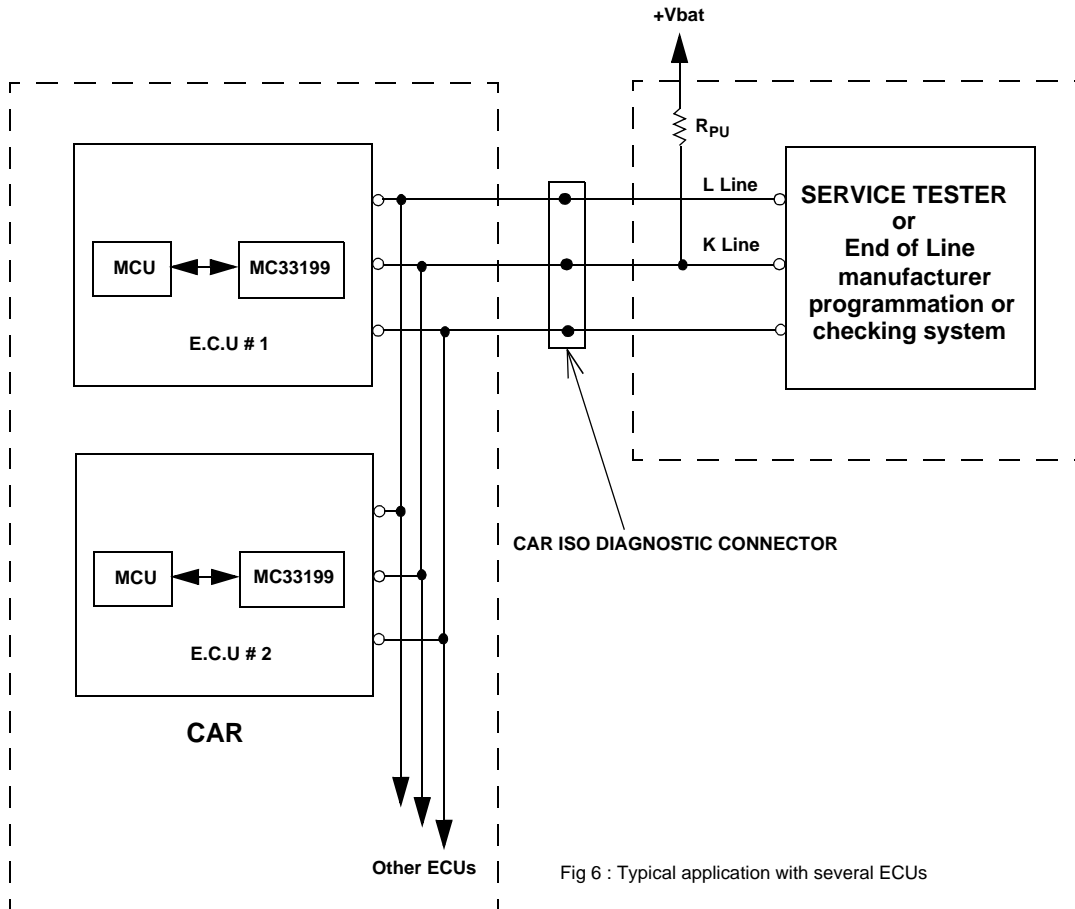 +Vbat
R_PU
L Line
SERVICE TESTER
or
K Line
End of Line
manufacturer
programmation or
checking system
MCU
MC33199
E.C.U # 1
CAR ISO DIAGNOSTIC CONNECTOR
MCU
MC33199
E.C.U # 2
CAR
Other ECUs
Fig 6 : Typical application with several ECUs